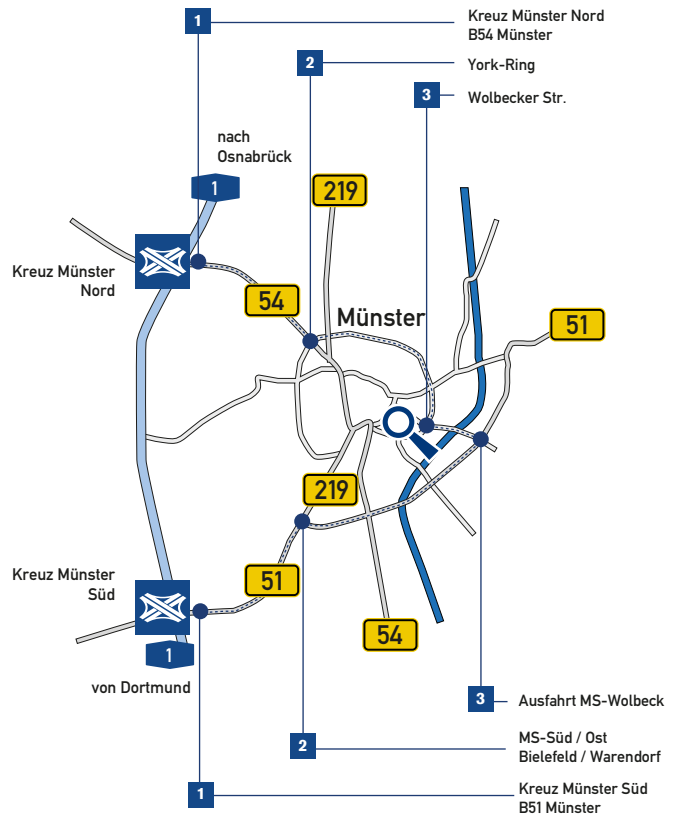 1
Kreuz Münster Nord
B54 Münster
2
York-Ring
3
Wolbecker Str.
nach
Osnabrück
1
219
Kreuz Münster
Nord
54
Münster
51
219
Kreuz Münster
Süd
51
54
1
von Dortmund
3
Ausfahrt MS-Wolbeck
2
MS-Süd / Ost
Bielefeld / Warendorf
1
Kreuz Münster Süd
B51 Münster